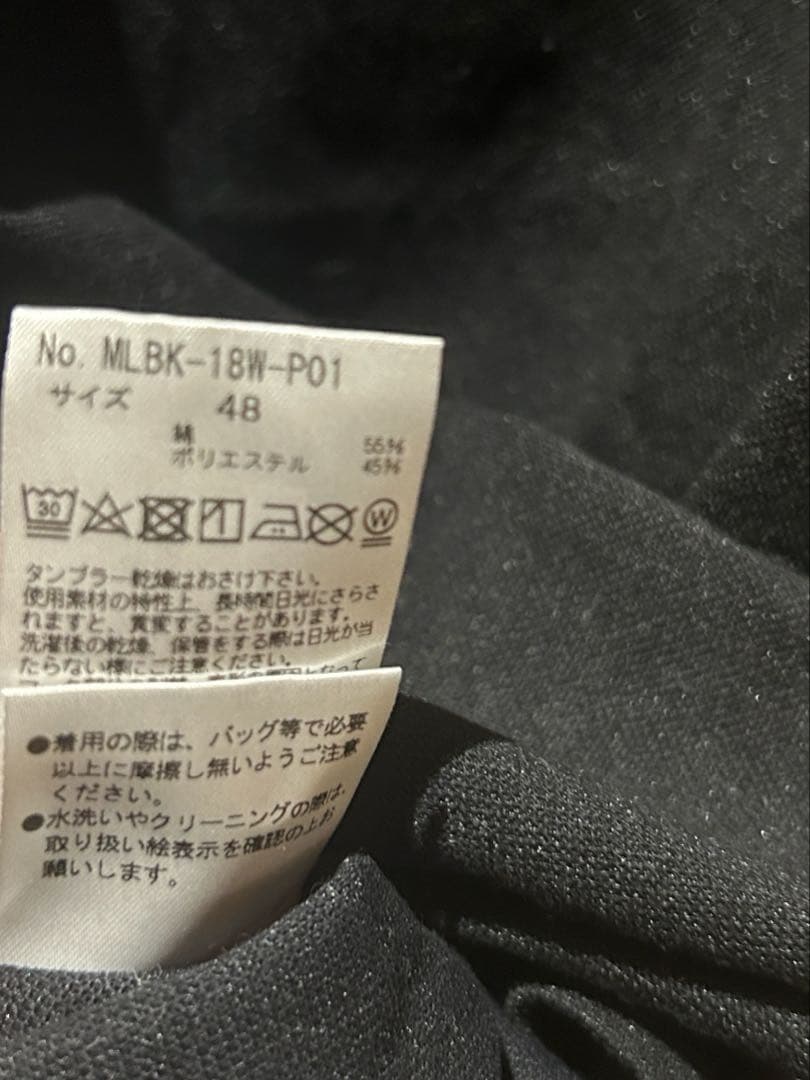 No. MLBK-18W-P01
サイズ 48
綿 55%
ポリエステル 45%
30 W
タンブラー乾燥はおさけ下さい。
使用素材の特性上、長時間日光にさらさ
れますと、黄変することがあります。
洗濯後の乾燥、保管をする際は日光が当
たらない様にご注意ください。
●着用の際は、バッグ等で必要
以上に摩擦し無いようご注意
ください。
●水洗いやクリーニングの際は、
取り扱い絵表示を確認の上お
願いします。